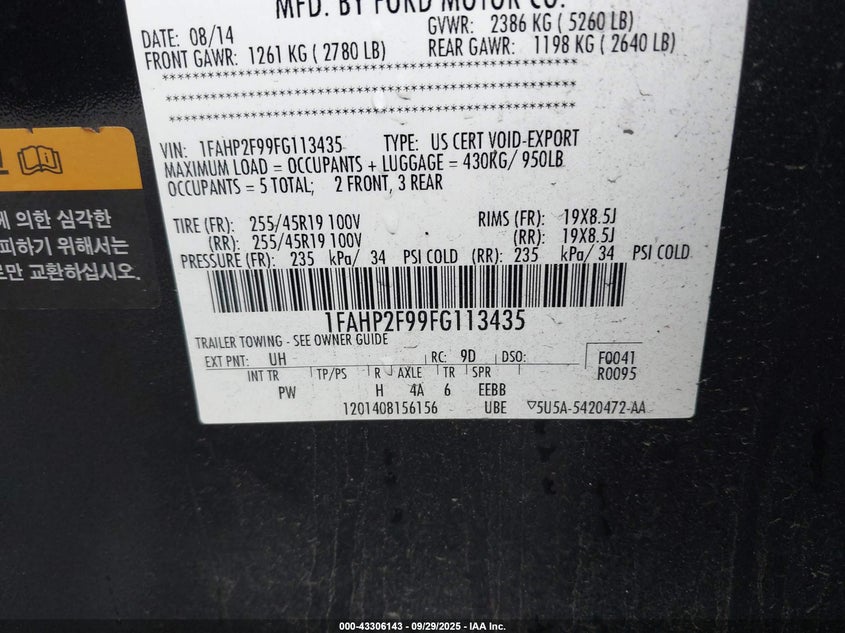 MFD. BY FORD MOTOR CO.
DATE: 08/14 GVWR: 2386 KG ( 5260 LB)
FRONT GAWR: 1261 KG ( 2780 LB) REAR GAWR: 1198 KG ( 2640 LB)
VIN: 1FAHP2F99FG113435 TYPE: US CERT VOID-EXPORT
MAXIMUM LOAD = OCCUPANTS + LUGGAGE = 430KG/ 950LB
OCCUPANTS = 5 TOTAL; 2 FRONT, 3 REAR
TIRE (FR): 255/45R19 100V RIMS (FR): 19X8.5J
(RR): 255/45R19 100V (RR): 19X8.5J
PRESSURE (FR): 235 kPa/ 34 PSI COLD (RR): 235 kPa/ 34 PSI COLD
1FAHP2F99FG113435
TRAILER TOWING - SEE OWNER GUIDE
EXT PNT: UH RC: 9D DSO: F0041
INT TR TP/PS R AXLE TR SPR R0095
PW H 4A 6 EEBB
1201408156156 UBE ▽5U5A-5420472-AA
에 의한 심각한
피하기 위해서는
로만 교환하십시오.
000-43306143 - 09/29/2025 - IAA Inc.